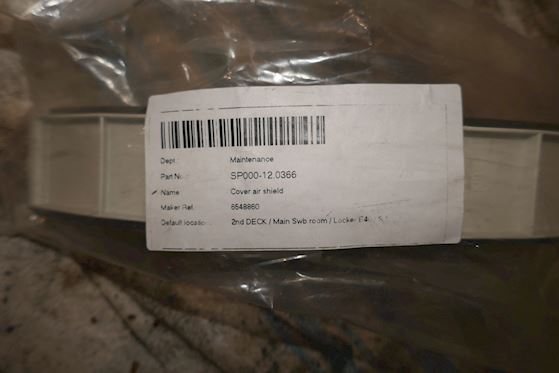 Dept.:
Maintenance
Part No.:
SP000-12.0366
Name
Cover air shield
Maker Ref.
6548860
Default location:
2nd DECK / Main Swb room / Locker